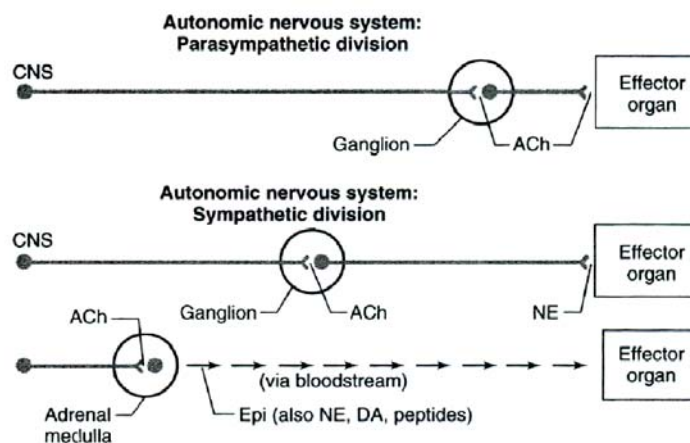 Autonomic nervous system:
Parasympathetic division
CNS
Effector
organ
Ganglion
ACh
Autonomic nervous system:
Sympathetic division
CNS
Effector
organ
Ganglion
ACh
NE
ACh
Effector
organ
(via bloodstream)
Adrenal
medulla
Epi (also NE, DA, peptides)